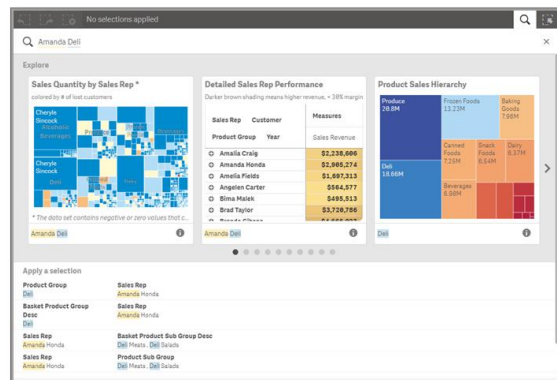 No selections applied
Amanda Deli
Explore
Sales Quantity by Sales Rep *
colored by # of lost customers
Cheryle
Sincock
Alcoholic
Beverages
Produce
Cheryle
Sincock
Deli
* The data set contains negative or zero values that c...
Amanda Deli
Detailed Sales Rep Performance
Darker brown shading means higher revenue, < 38% margin
Sales Rep Customer Measures
Product Group Year Sales Revenue
Amalia Craig $2,238,606
Amanda Honda $2,905,274
Amelia Fields $1,697,313
Angelen Carter $564,577
Bima Malek $495,513
Brad Taylor $3,720,786
Amanda Deli
Product Sales Hierarchy
Produce
20.8M
Frozen Foods
13.23M
Baking
Goods
7.96M
Deli
18.66M
Canned
Foods
7.25M
Snack
Foods
6.54M
Dairy
6.37M
Beverages
6.98M
Deli
Apply a selection
Product Group Sales Rep
Deli Amanda Honda
Basket Product Group Sales Rep
Desc Amanda Honda
Deli
Sales Rep Basket Product Sub Group Desc
Amanda Honda Deli Meats , Deli Salads
Sales Rep Product Sub Group
Amanda Honda Deli Meats , Deli Salads